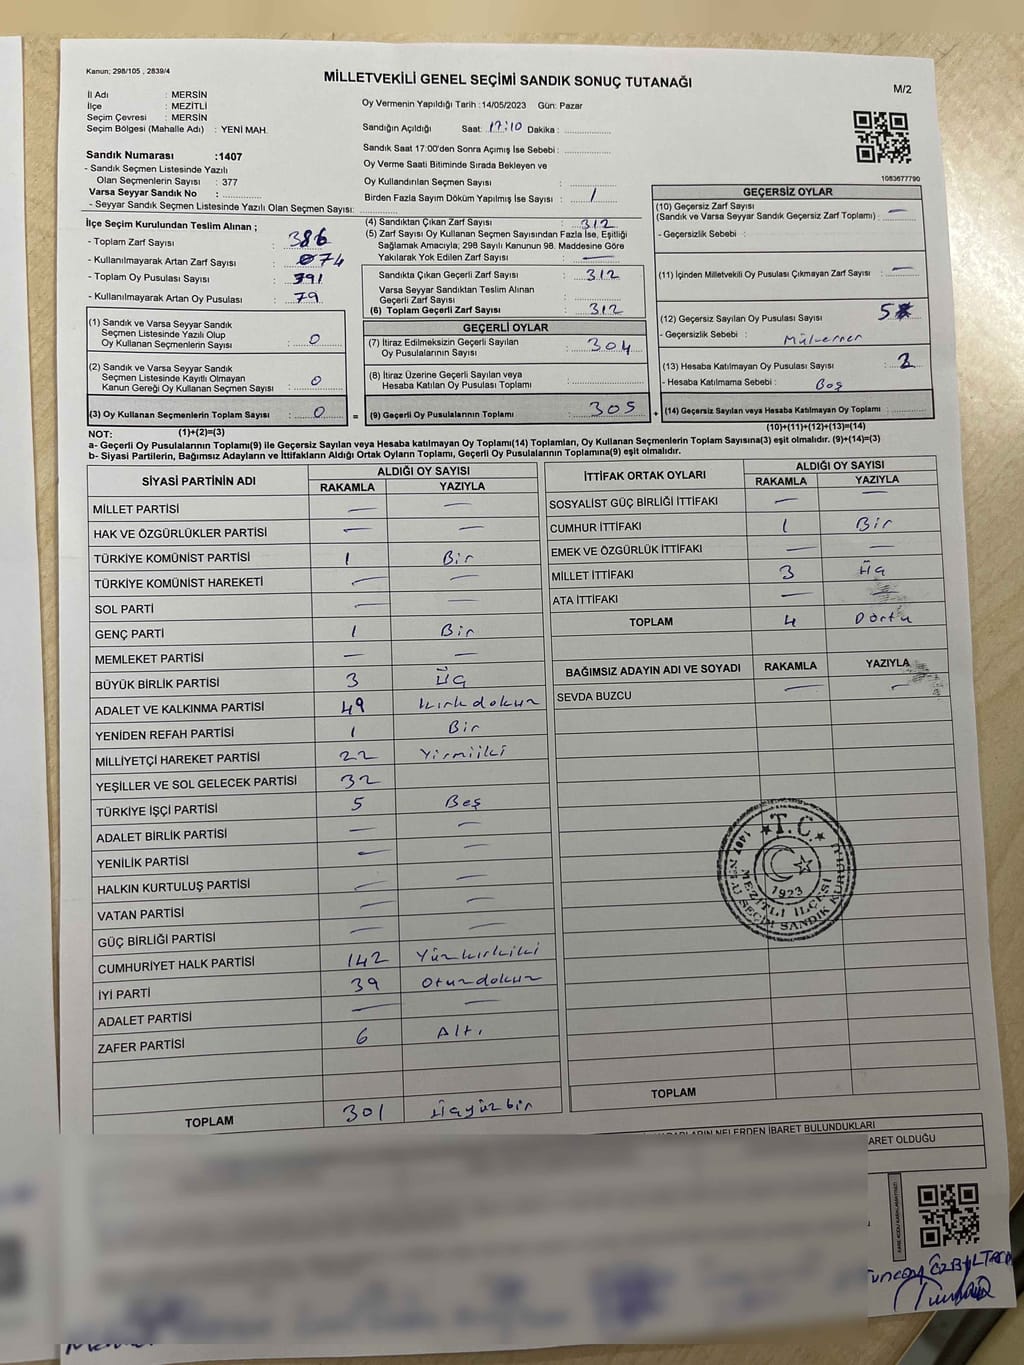 Kanun: 298/105 , 2839/4
MİLLETVEKİLİ GENEL SEÇİMİ SANDIK SONUÇ TUTANAĞI
M/2
İl Adı : MERSİN
İlçe : MEZİTLİ
Seçim Çevresi : MERSİN
Seçim Bölgesi (Mahalle Adı) : YENİ MAH.
Sandık Numarası :1407
- Sandık Seçmen Listesinde Yazılı
Olan Seçmenlerin Sayısı : 377
Varsa Seyyar Sandık No :
- Seyyar Sandık Seçmen Listesinde Yazılı Olan Seçmen Sayısı:
Oy Vermenin Yapıldığı Tarih :14/05/2023 Gün: Pazar
Sandığın Açıldığı Saat: 17:10 Dakika :
Sandık Saat 17:00'den Sonra Açımış İse Sebebi :
Oy Verme Saati Bitiminde Sırada Bekleyen ve
Oy Kullandırılan Seçmen Sayısı :
Birden Fazla Sayım Döküm Yapılmış İse Sayısı : 1
1083677790
İlçe Seçim Kurulundan Teslim Alınan ;
- Toplam Zarf Sayısı : 386
- Kullanılmayarak Artan Zarf Sayısı : 074
- Toplam Oy Pusulası Sayısı : 391
- Kullanılmayarak Artan Oy Pusulası : 79
(1) Sandık ve Varsa Seyyar Sandık
Seçmen Listesinde Yazılı Olup
Oy Kullanan Seçmenlerin Sayısı : 0
(2) Sandık ve Varsa Seyyar Sandık
Seçmen Listesinde Kayıtlı Olmayan
Kanun Gereği Oy Kullanan Seçmen Sayısı : 0
(3) Oy Kullanan Seçmenlerin Toplam Sayısı : 0 =
(1)+(2)=(3)
(4) Sandıktan Çıkan Zarf Sayısı : 312
(5) Zarf Sayısı Oy Kullanan Seçmen Sayısından Fazla İse, Eşitliği
Sağlamak Amacıyla; 298 Sayılı Kanunun 98. Maddesine Göre
Yakılarak Yok Edilen Zarf Sayısı : —
Sandıkta Çıkan Geçerli Zarf Sayısı : 312
Varsa Seyyar Sandıktan Teslim Alınan
Geçerli Zarf Sayısı :
(6) Toplam Geçerli Zarf Sayısı : 312
GEÇERLİ OYLAR
(7) İtiraz Edilmeksizin Geçerli Sayılan
Oy Pusulalarının Sayısı : 304
(8) İtiraz Üzerine Geçerli Sayılan veya
Hesaba Katılan Oy Pusulası Toplamı :
(9) Geçerli Oy Pusulalarının Toplamı : 305 +
GEÇERSİZ OYLAR
(10) Geçersiz Zarf Sayısı
(Sandık ve Varsa Seyyar Sandık Geçersiz Zarf Toplamı) : —
- Geçersizlik Sebebi :
(11) İçinden Milletvekili Oy Pusulası Çıkmayan Zarf Sayısı : —
(12) Geçersiz Sayılan Oy Pusulası Sayısı : 5
- Geçersizlik Sebebi :
(13) Hesaba Katılmayan Oy Pusulası Sayısı : 2
- Hesaba Katılmama Sebebi : Boş
(14) Geçersiz Sayılan veya Hesaba Katılmayan Oy Toplamı :
(10)+(11)+(12)+(13)=(14)
NOT:
a- Geçerli Oy Pusulalarının Toplamı(9) ile Geçersiz Sayılan veya Hesaba katılmayan Oy Toplamı(14) Toplamları, Oy Kullanan Seçmenlerin Toplam Sayısına(3) eşit olmalıdır. (9)+(14)=(3)
b- Siyasi Partilerin, Bağımsız Adayların ve İttifakların Aldığı Ortak Oyların Toplamı, Geçerli Oy Pusulalarının Toplamına(9) eşit olmalıdır.
SİYASİ PARTİNİN ADI ALDIĞI OY SAYISI
RAKAMLA YAZIYLA
MİLLET PARTİSİ — —
HAK VE ÖZGÜRLÜKLER PARTİSİ — —
TÜRKİYE KOMÜNİST PARTİSİ 1 Bir
TÜRKİYE KOMÜNİST HAREKETİ — —
SOL PARTİ — —
GENÇ PARTİ 1 Bir
MEMLEKET PARTİSİ — —
BÜYÜK BİRLİK PARTİSİ 3 Üç
ADALET VE KALKINMA PARTİSİ 49 kırkdokuz
YENİDEN REFAH PARTİSİ 1 Bir
MİLLİYETÇİ HAREKET PARTİSİ 22 Yirmiiki
YEŞİLLER VE SOL GELECEK PARTİSİ 32
TÜRKİYE İŞÇİ PARTİSİ 5 Beş
ADALET BİRLİK PARTİSİ — —
YENİLİK PARTİSİ — —
HALKIN KURTULUŞ PARTİSİ — —
VATAN PARTİSİ — —
GÜÇ BİRLİĞİ PARTİSİ — —
CUMHURİYET HALK PARTİSİ 142 Yüzkırkiki
İYİ PARTİ 39 Otuzdokuz
ADALET PARTİSİ — —
ZAFER PARTİSİ 6 Altı
TOPLAM 301 Üçyüzbir
İTTİFAK ORTAK OYLARI ALDIĞI OY SAYISI
RAKAMLA YAZIYLA
SOSYALİST GÜÇ BİRLİĞİ İTTİFAKI — —
CUMHUR İTTİFAKI 1 Bir
EMEK VE ÖZGÜRLÜK İTTİFAKI — —
MİLLET İTTİFAKI 3 Üç
ATA İTTİFAKI — —
TOPLAM 4 Dört
BAĞIMSIZ ADAYIN ADI VE SOYADI RAKAMLA YAZIYLA
SEVDA BUZCU — —
T.C.
1923
MEZİTLİ İLÇESİ
1407 NOLU SEÇİM SANDIK KURULU
TOPLAM
NELERDEN İBARET BULUNDUKLARI
ARET OLDUĞU